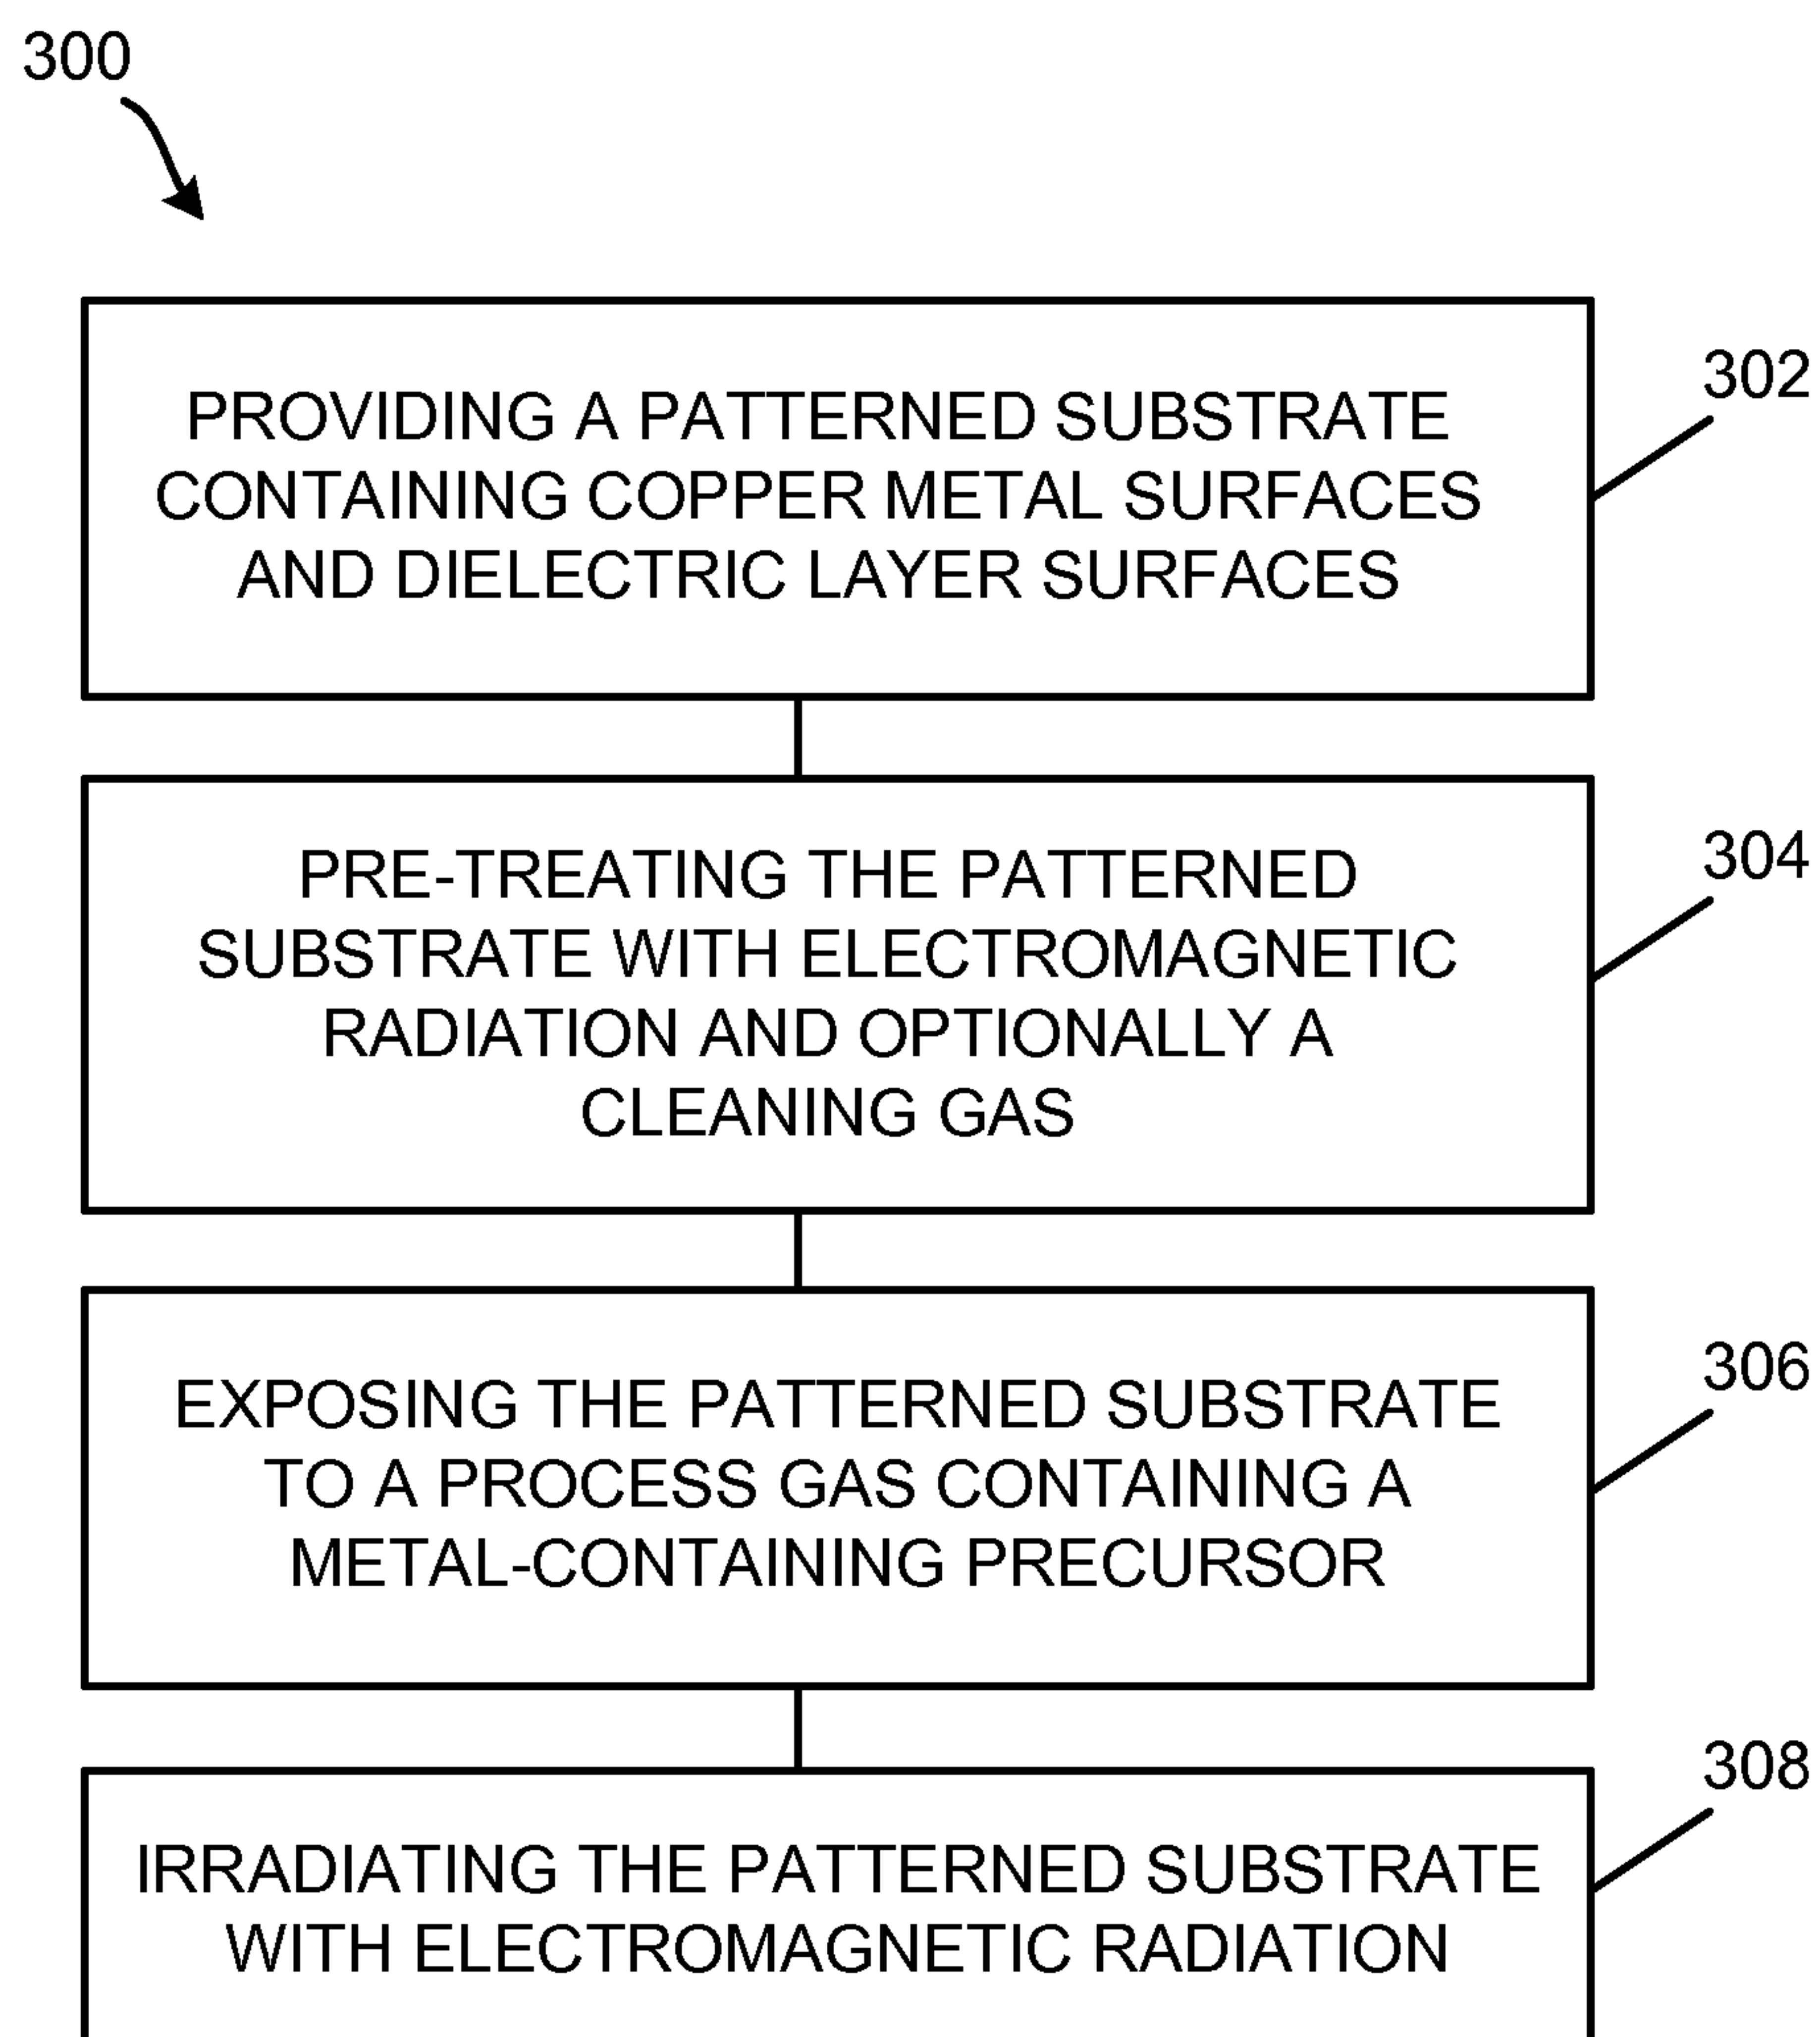 300
302
PROVIDING A PATTERNED SUBSTRATE
CONTAINING COPPER METAL SURFACES
AND DIELECTRIC LAYER SURFACES
304
PRE-TREATING THE PATTERNED
SUBSTRATE WITH ELECTROMAGNETIC
RADIATION AND OPTIONALLY A
CLEANING GAS
306
EXPOSING THE PATTERNED SUBSTRATE
TO A PROCESS GAS CONTAINING A
METAL-CONTAINING PRECURSOR
308
IRRADIATING THE PATTERNED SUBSTRATE
WITH ELECTROMAGNETIC RADIATION